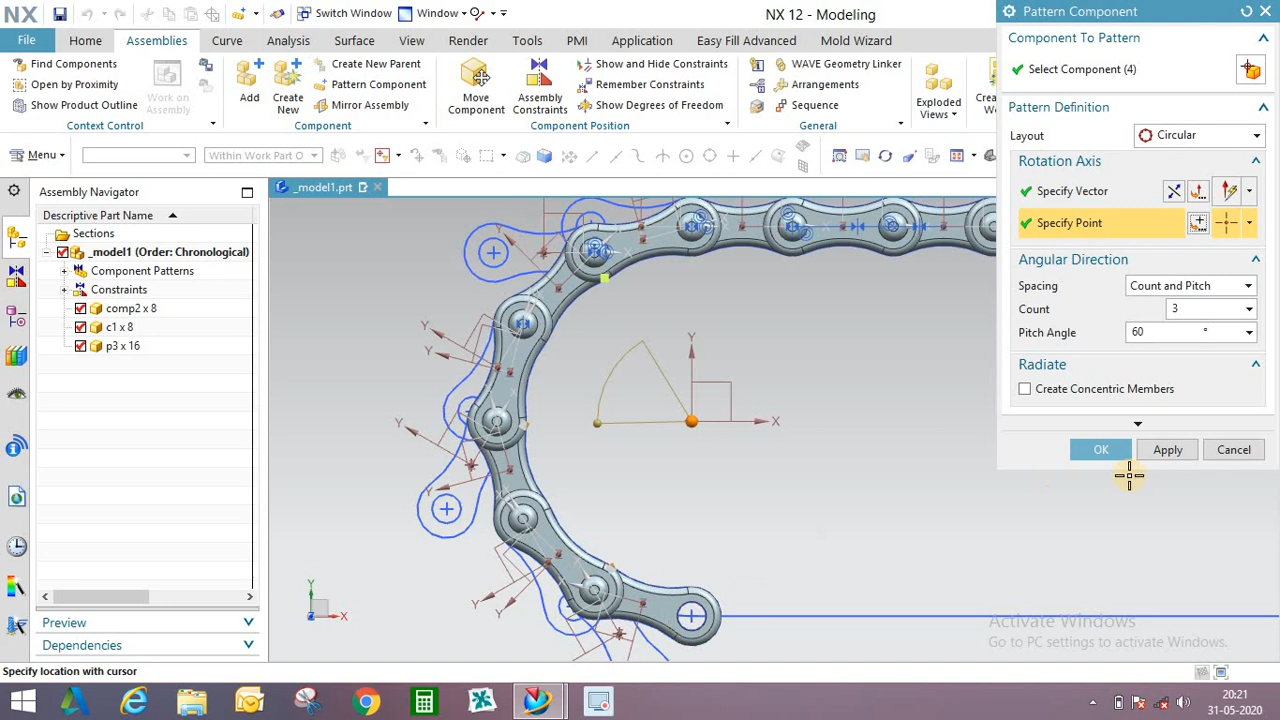 NX
Switch Window
Window
NX 12 - Modeling
Pattern Component
File
Home
Assemblies
Curve
Analysis
Surface
View
Render
Tools
PMI
Application
Easy Fill Advanced
Mold Wizard
Find Components
Open by Proximity
Show Product Outline
Work on
Assembly
Context Control
Add
Create
New
Create New Parent
Pattern Component
Mirror Assembly
Component
Move
Component
Assembly
Constraints
Show and Hide Constraints
Remember Constraints
Show Degrees of Freedom
Component Position
WAVE Geometry Linker
Arrangements
Sequence
General
Exploded
Views
Menu
Within Work Part O
Component To Pattern
Select Component (4)
Pattern Definition
Layout
Circular
Rotation Axis
Specify Vector
Specify Point
Angular Direction
Spacing
Count and Pitch
Count
3
Pitch Angle
60
°
Radiate
Create Concentric Members
OK
Apply
Cancel
Assembly Navigator
Descriptive Part Name
Sections
_model1 (Order: Chronological)
Component Patterns
Constraints
comp2 x 8
c1 x 8
p3 x 16
Preview
Dependencies
_model1.prt
Y
X
Y
Y
Y
Y
Y
Y
Y
X
Activate Windows
Go to PC settings to activate Windows.
Specify location with cursor
20:21
31-05-2020